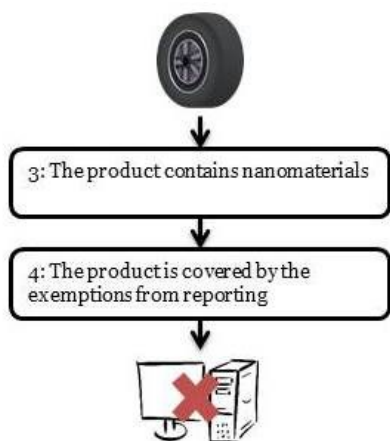 3: The product contains nanomaterials
4: The product is covered by the
exemptions from reporting